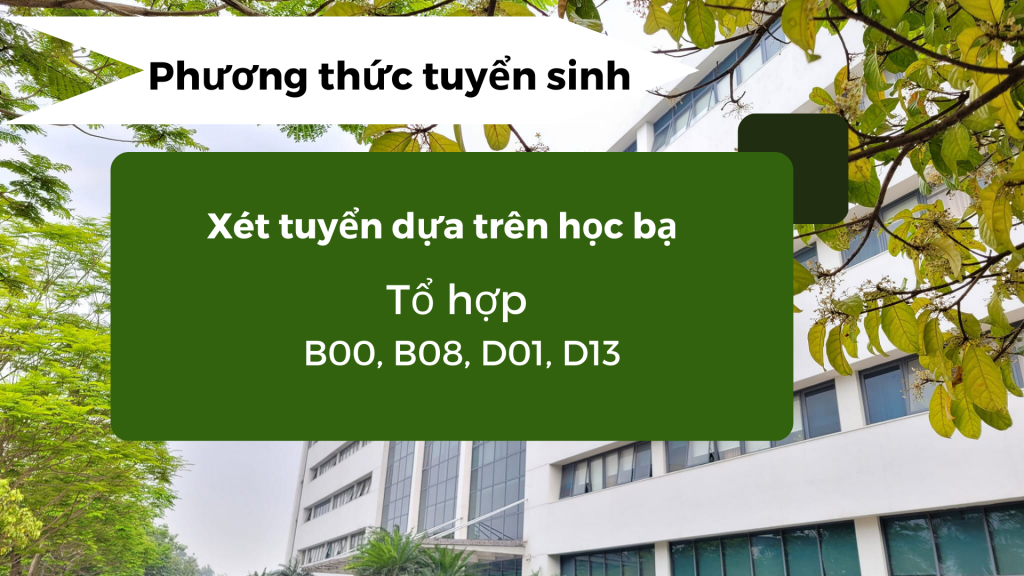 Phương thức tuyển sinh
Xét tuyển dựa trên học bạ
Tổ hợp
B00, B08, D01, D13